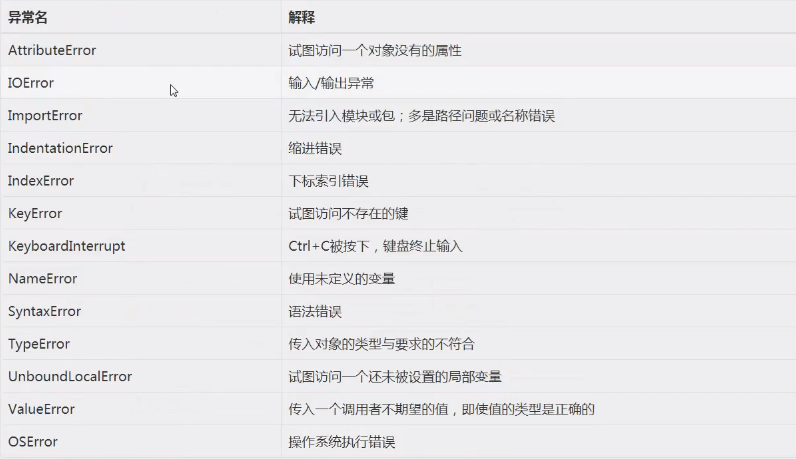 异常名 解释
AttributeError 试图访问一个对象没有的属性
IOError 输入/输出异常
ImportError 无法引入模块或包；多是路径问题或名称错误
IndentationError 缩进错误
IndexError 下标索引错误
KeyError 试图访问不存在的键
KeyboardInterrupt Ctrl+C被按下，键盘终止输入
NameError 使用未定义的变量
SyntaxError 语法错误
TypeError 传入对象的类型与要求的不符合
UnboundLocalError 试图访问一个还未被设置的局部变量
ValueError 传入一个调用者不期望的值，即使值的类型是正确的
OSError 操作系统执行错误